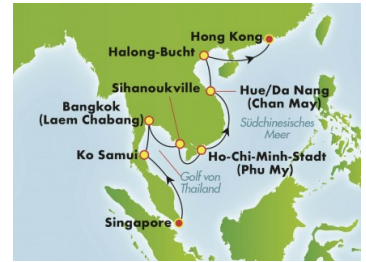 Hong Kong
Halong-Bucht
Sihanoukville
Hue/Da Nang
(Chan May)
Bangkok
(Laem Chabang)
Südchinesisches
Meer
Ko Samui
Golf von
Thailand
Ho-Chi-Minh-Stadt
(Phu My)
Singapore